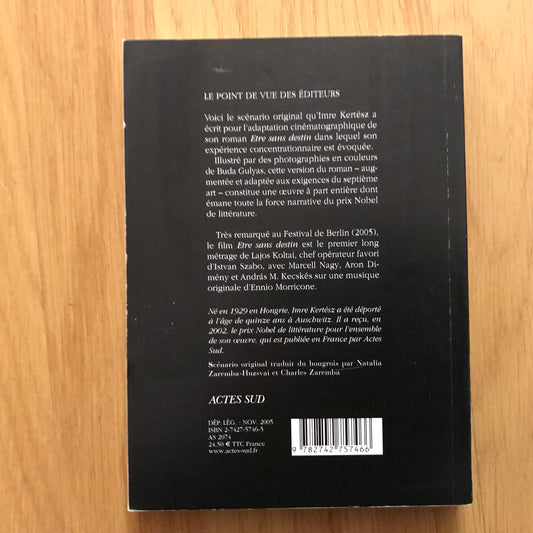 LE POINT DE VUE DES ÉDITEURS
Voici le scénario original qu'Imre Kertész a
écrit pour l'adaptation cinématographique de
son roman Etre sans destin dans lequel son
expérience concentrationnaire est évoquée.
Illustré par des photographies en couleurs
de Buda Gulyas, cette version du roman – aug-
mentée et adaptée aux exigences du septième
art – constitue une œuvre à part entière dont
émane toute la force narrative du prix Nobel
de littérature.
Très remarqué au Festival de Berlin (2005),
le film Etre sans destin est le premier long
métrage de Lajos Koltai, chef opérateur favori
d'Istvan Szabo, avec Marcell Nagy, Aron Di-
mény et András M. Kecskés sur une musique
originale d'Ennio Morricone.
Né en 1929 en Hongrie, Imre Kertész a été déporté
à l'âge de quinze ans à Auschwitz. Il a reçu, en
2002, le prix Nobel de littérature pour l'ensemble
de son œuvre, qui est publiée en France par Actes
Sud.
Scénario original traduit du hongrois par Natalia
Zaremba-Huzsvai et Charles Zaremba
ACTES SUD
DÉP. LÉG. : NOV. 2005
ISBN 2-7427-5746-5
AS 2074
24,50 € TTC France
www.actes-sud.fr
9 782742 757466